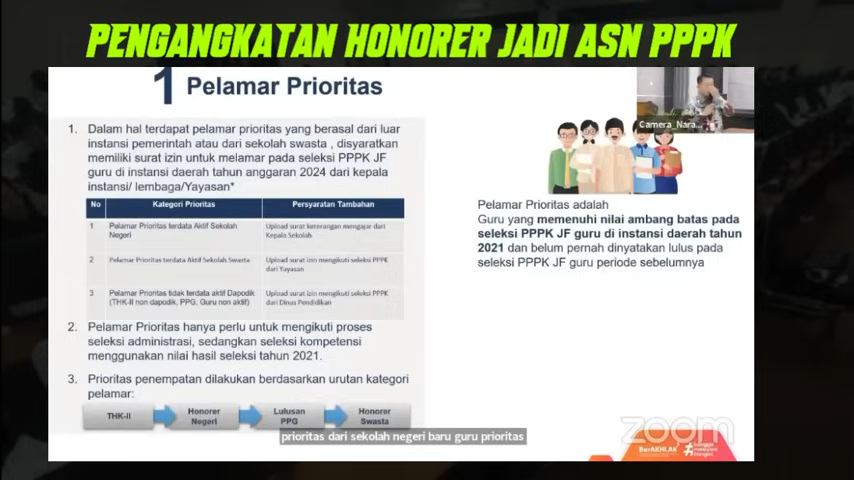 PENGANGKATAN HONORER JADI ASN PPPK
1 Pelamar Prioritas
1. Dalam hal terdapat pelamar prioritas yang berasal dari luar
instansi pemerintah atau dari sekolah swasta , disyaratkan
memiliki surat izin untuk melamar pada seleksi PPPK JF
guru di instansi daerah tahun anggaran 2024 dari kepala
instansi/ lembaga/Yayasan*
No Kategori Prioritas Persyaratan Tambahan
1 Pelamar Prioritas terdata Aktif Sekolah
Negeri
Upload surat keterangan mengajar dari
Kepala Sekolah
2 Pelamar Prioritas terdata Aktif Sekolah Swasta
Upload surat izin mengikuti seleksi PPPK
dari Yayasan
3 Pelamar Prioritas tidak terdata aktif Dapodik
(THK-II non dapodik, PPG, Guru non aktif)
Upload surat izin mengikuti seleksi PPPK
dari Dinas Pendidikan
2. Pelamar Prioritas hanya perlu untuk mengikuti proses
seleksi administrasi, sedangkan seleksi kompetensi
menggunakan nilai hasil seleksi tahun 2021.
3. Prioritas penempatan dilakukan berdasarkan urutan kategori
pelamar:
THK-II
Honorer
Negeri
Lulusan
PPG
Honorer
Swasta
Camera_Nara...
Pelamar Prioritas adalah
Guru yang memenuhi nilai ambang batas pada
seleksi PPPK JF guru di instansi daerah tahun
2021 dan belum pernah dinyatakan lulus pada
seleksi PPPK JF guru periode sebelumnya
prioritas dari sekolah negeri baru guru prioritas
zoom
BerAKHLAK
bangga
melayani
bangsa